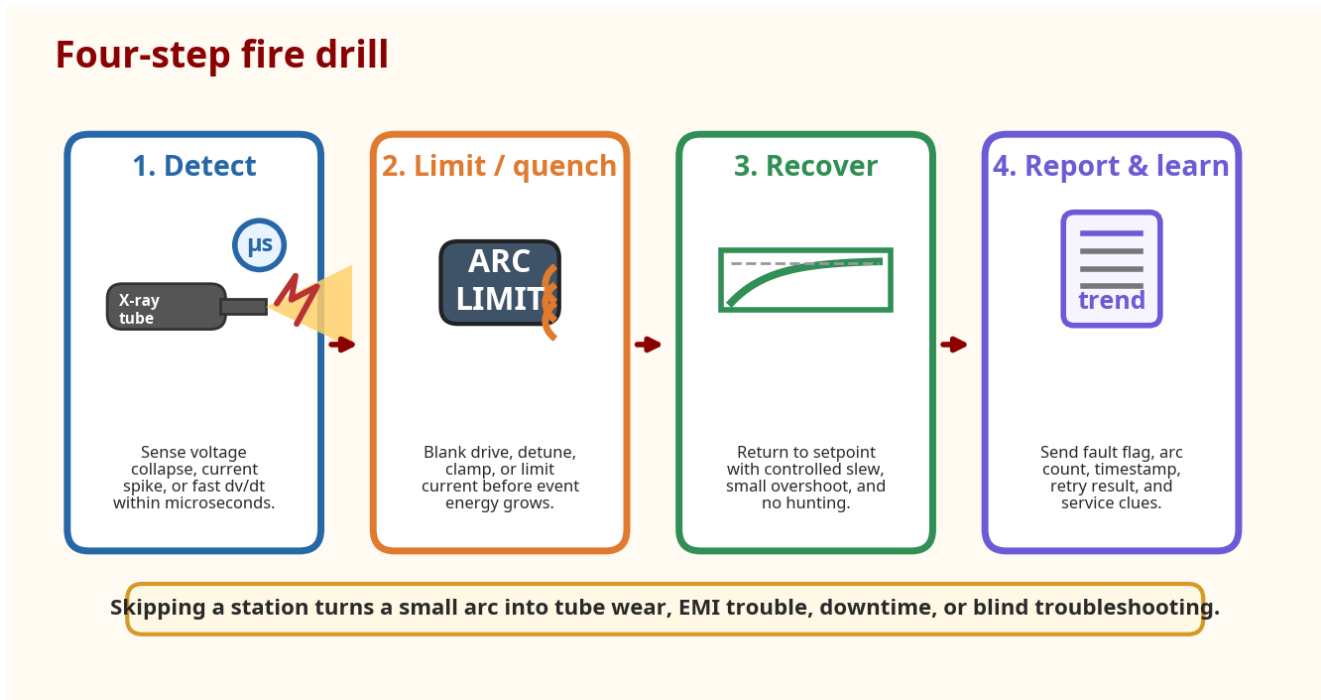 Four-step fire drill
1. Detect
µs
X-ray
tube
Sense voltage
collapse, current
spike, or fast dv/dt
within microseconds.
2. Limit / quench
ARC
LIMIT
Blank drive, detune,
clamp, or limit
current before event
energy grows.
3. Recover
Return to setpoint
with controlled slew,
small overshoot, and
no hunting.
4. Report & learn
trend
Send fault flag, arc
count, timestamp,
retry result, and
service clues.
Skipping a station turns a small arc into tube wear, EMI trouble, downtime, or blind troubleshooting.